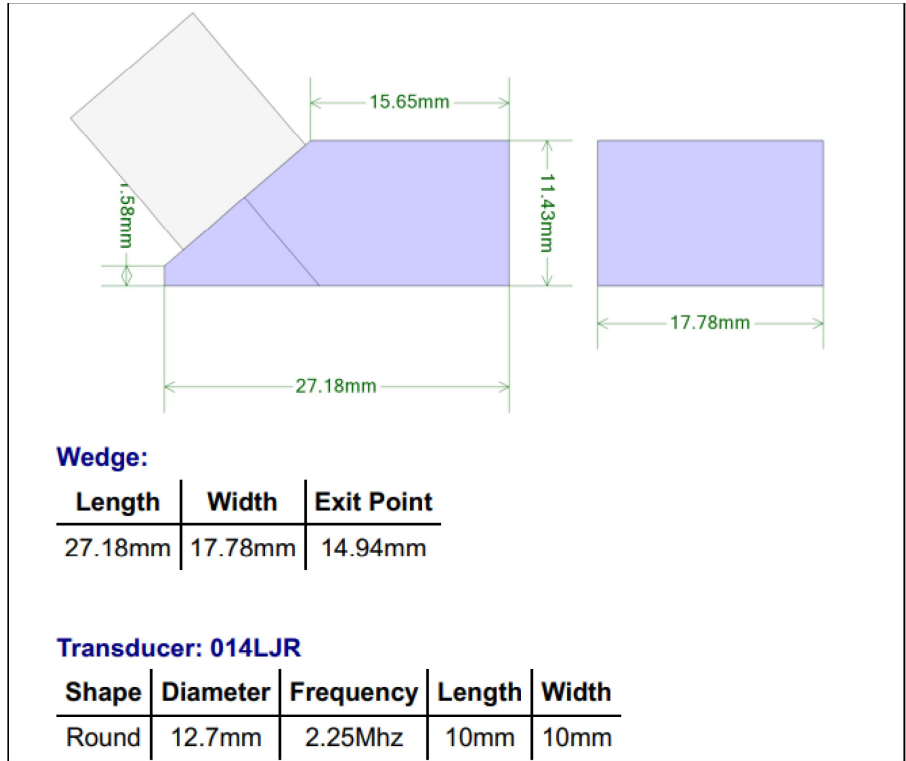 15.65mm
.58mm
11.43mm
17.78mm
27.18mm
Wedge:
Length Width Exit Point
27.18mm 17.78mm 14.94mm
Transducer: 014LJR
Shape Diameter Frequency Length Width
Round 12.7mm 2.25Mhz 10mm 10mm